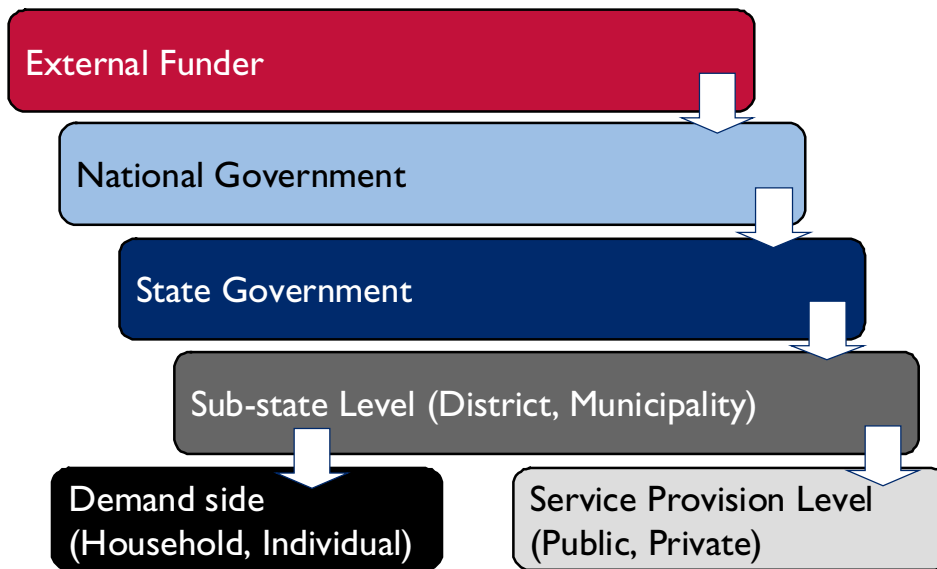 External Funder
National Government
State Government
Sub-state Level (District, Municipality)
Demand side
(Household, Individual)
Service Provision Level
(Public, Private)